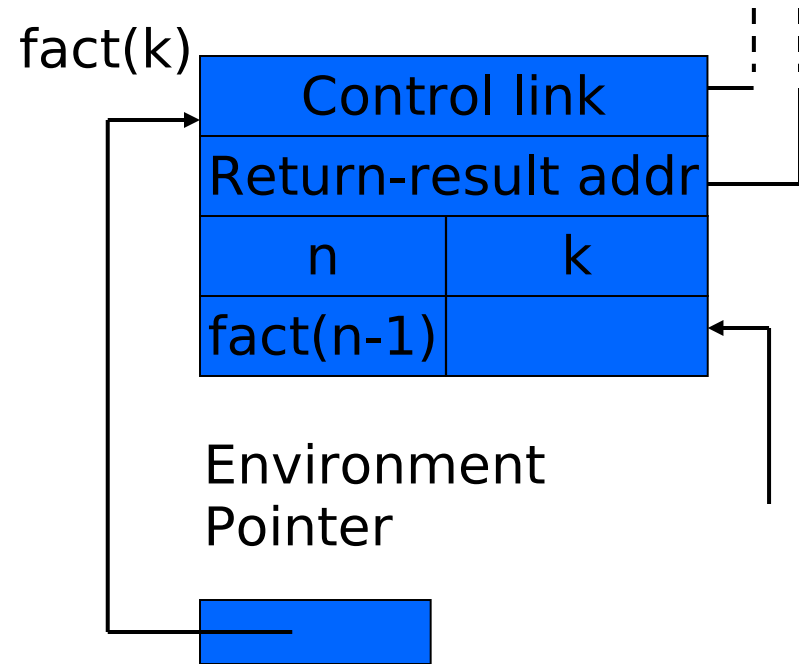 fact(k)
Control link
Return-result addr
n k
fact(n-1)
Environment
Pointer